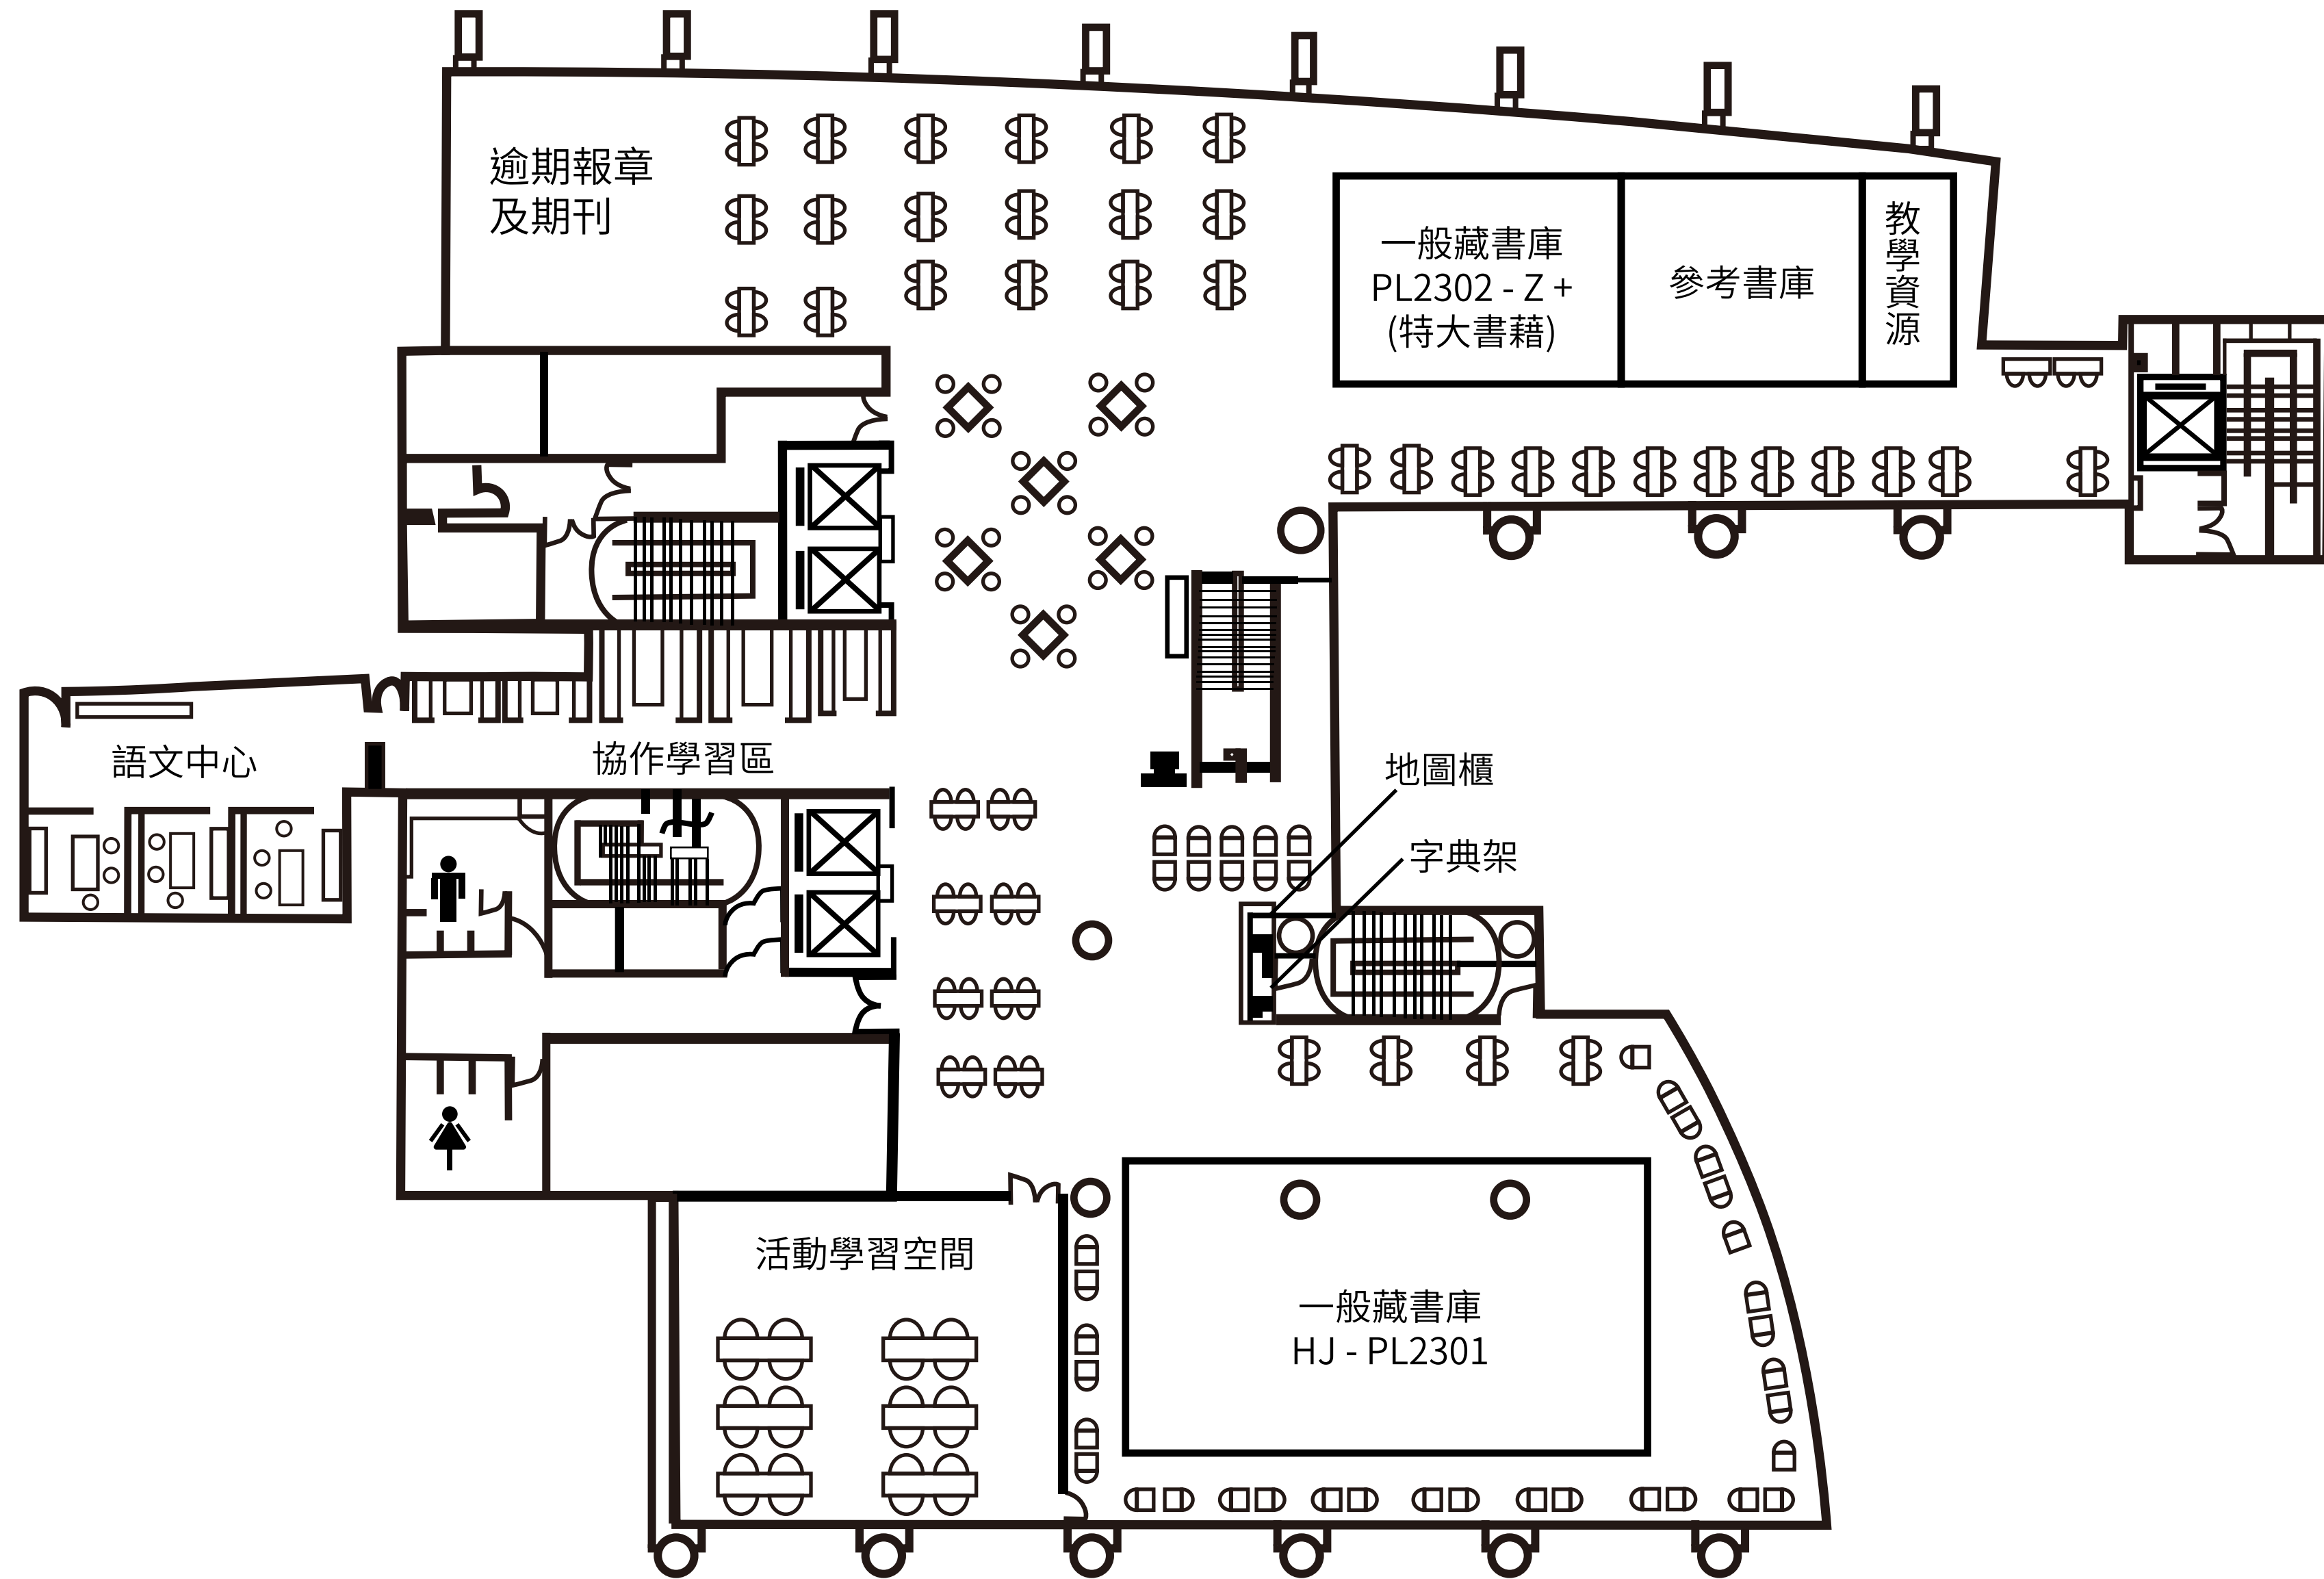 逾期報章
及期刊
一般藏書庫
PL2302 - Z +
(特大書籍)
參考書庫
教學資源
語文中心
協作學習區
地圖櫃
字典架
活動學習空間
一般藏書庫
HJ - PL2301